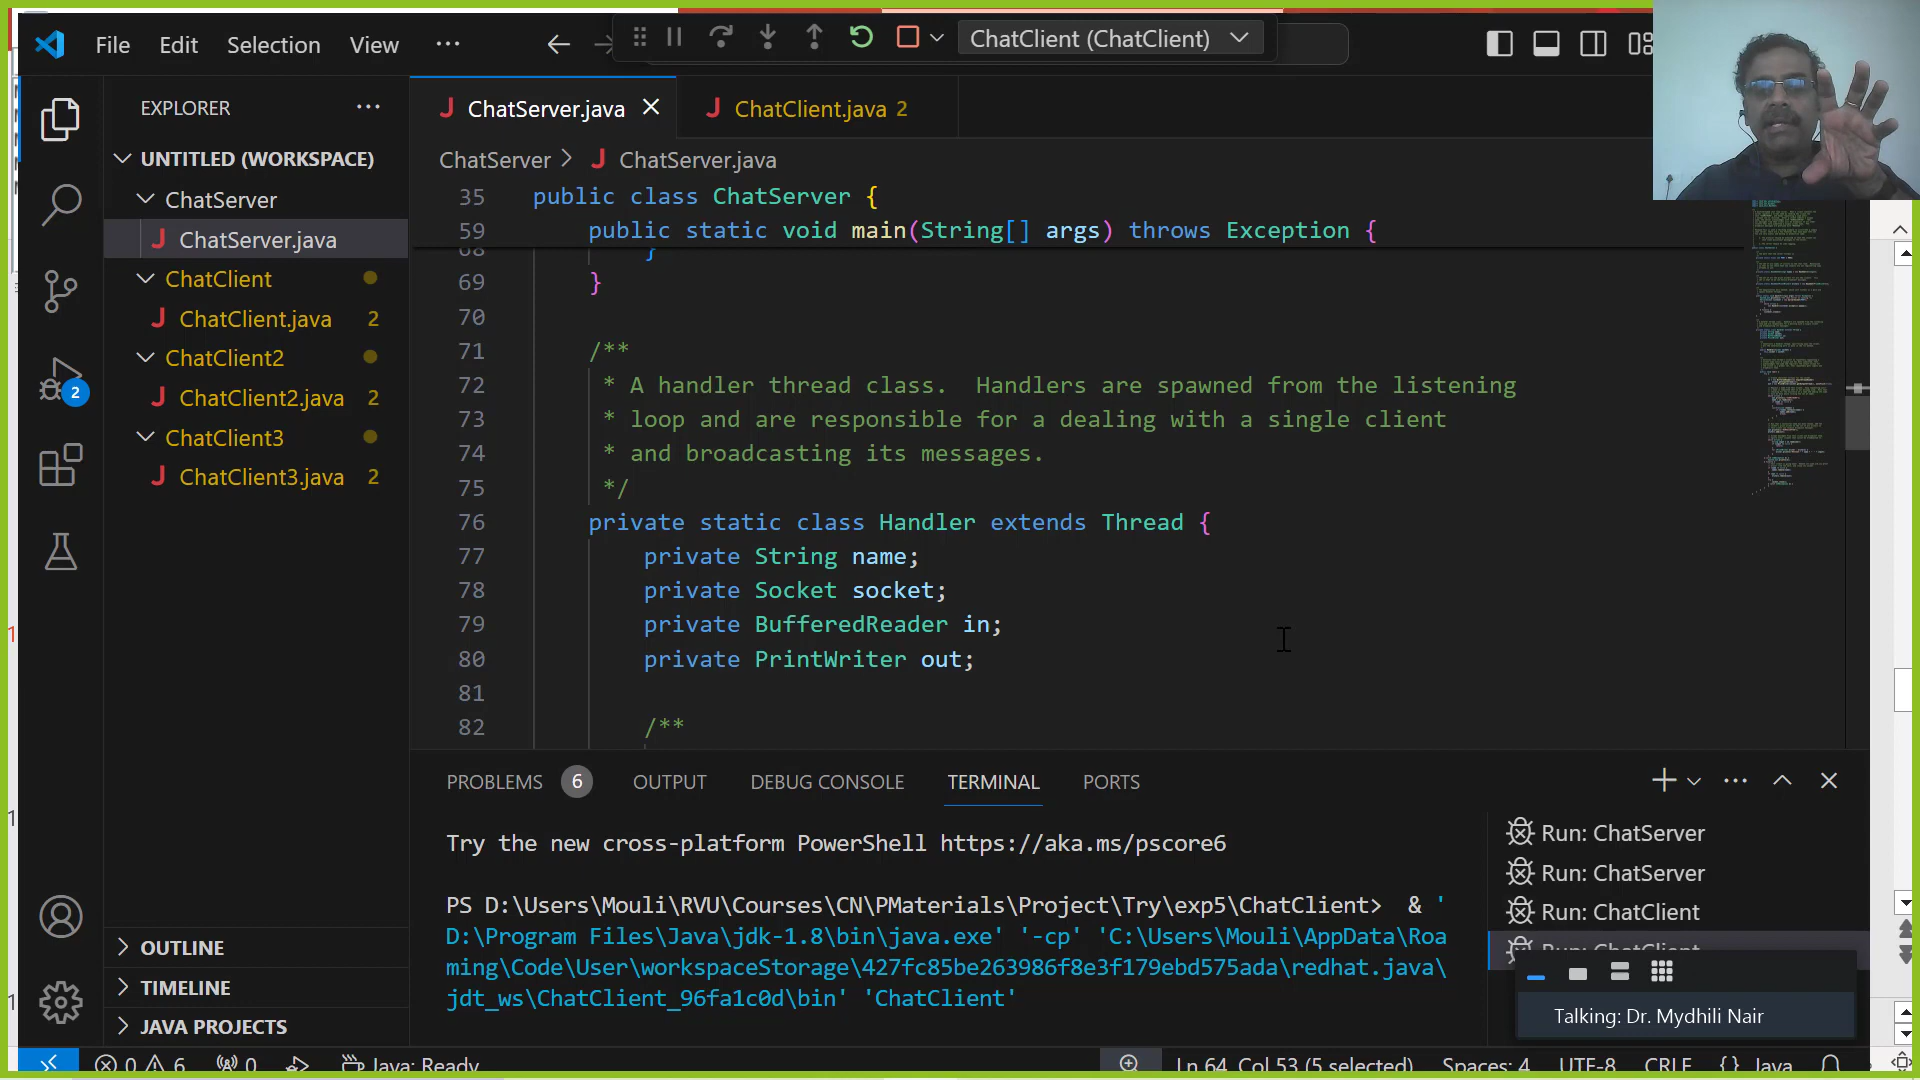 File Edit Selection View ···
ChatClient (ChatClient)
EXPLORER ···
UNTITLED (WORKSPACE)
ChatServer
J ChatServer.java
ChatClient
J ChatClient.java 2
ChatClient2
J ChatClient2.java 2
ChatClient3
J ChatClient3.java 2
2
OUTLINE
TIMELINE
JAVA PROJECTS
J ChatServer.java
J ChatClient.java 2
ChatServer > J ChatServer.java
35 public class ChatServer {
59 public static void main(String[] args) throws Exception {
68 }
69 }
70
71 /**
72 * A handler thread class.  Handlers are spawned from the listening
73 * loop and are responsible for a dealing with a single client
74 * and broadcasting its messages.
75 */
76 private static class Handler extends Thread {
77 private String name;
78 private Socket socket;
79 private BufferedReader in;
80 private PrintWriter out;
81
82 /**
PROBLEMS 6 OUTPUT DEBUG CONSOLE TERMINAL PORTS
Try the new cross-platform PowerShell https://aka.ms/pscore6
PS D:\Users\Mouli\RVU\Courses\CN\PMaterials\Project\Try\exp5\ChatClient>  & '
D:\Program Files\Java\jdk-1.8\bin\java.exe' '-cp' 'C:\Users\Mouli\AppData\Roa
ming\Code\User\workspaceStorage\427fc85be263986f8e3f179ebd575ada\redhat.java\
jdt_ws\ChatClient_96fa1c0d\bin' 'ChatClient'
Run: ChatServer
Run: ChatServer
Run: ChatClient
Run: ChatClient
Talking: Dr. Mydhili Nair
0 6 0 Java: Ready
Ln 64, Col 53 (5 selected) Spaces: 4 UTF-8 CRLF {} Java